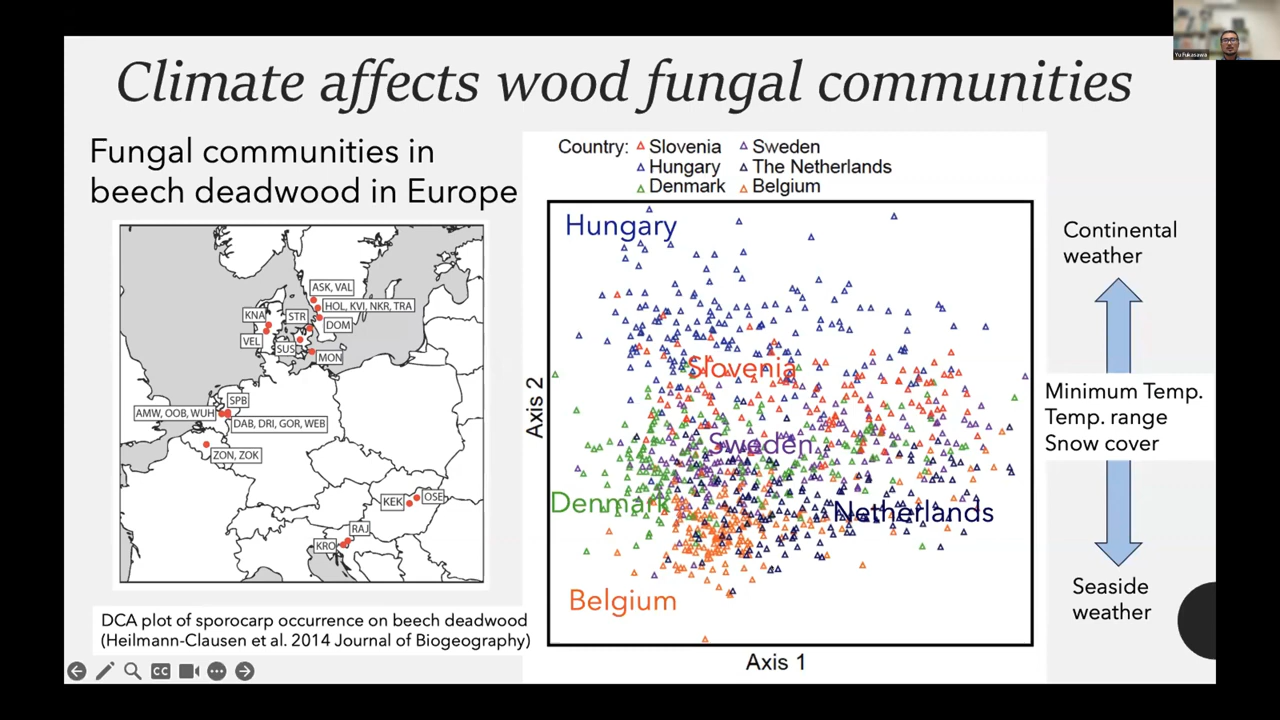 Yu Fukasawa
Climate affects wood fungal communities
Fungal communities in
beech deadwood in Europe
ASK, VAL
HOL, KVI, NKR, TRA
KNA
STR
DOM
VEL
SUS
MON
SPB
AMW, OOB, WUH
DAB, DRI, GOR, WEB
ZON, ZOK
KEK
OSE
RAJ
KRO
DCA plot of sporocarp occurrence on beech deadwood
(Heilmann-Clausen et al. 2014 Journal of Biogeography)
Country: Slovenia Sweden
Hungary The Netherlands
Denmark Belgium
Hungary
Slovenia
Sweden
Denmark
Netherlands
Belgium
Axis 2
Axis 1
Continental
weather
Minimum Temp.
Temp. range
Snow cover
Seaside
weather
CC